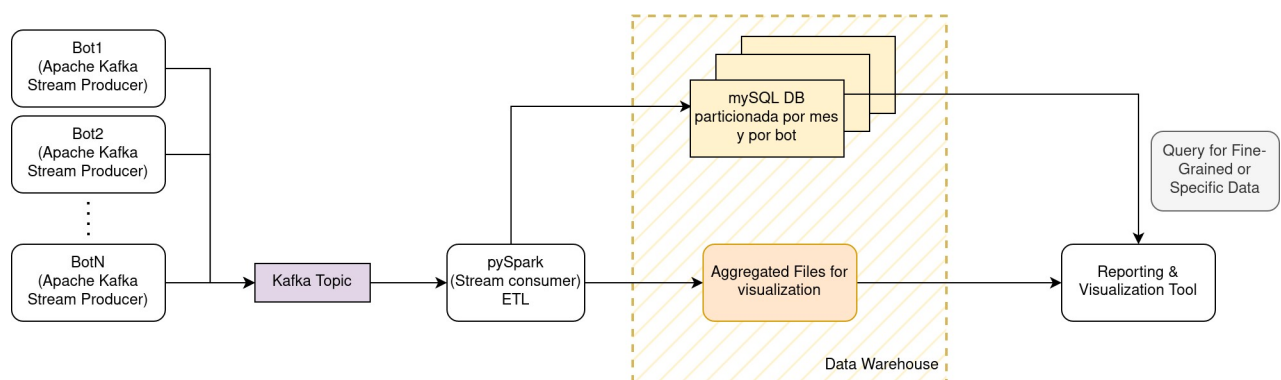 Bot1
(Apache Kafka
Stream Producer)
Bot2
(Apache Kafka
Stream Producer)
BotN
(Apache Kafka
Stream Producer)
Kafka Topic
pySpark
(Stream consumer)
ETL
mySQL DB
particionada por mes
y por bot
Aggregated Files for
visualization
Data Warehouse
Query for Fine-
Grained or
Specific Data
Reporting &
Visualization Tool